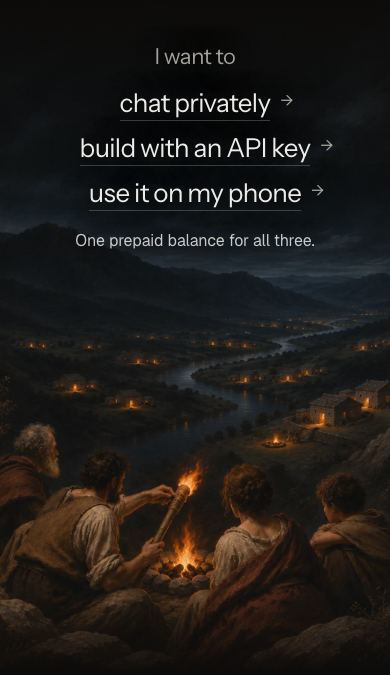 I want to
chat privately →
build with an API key →
use it on my phone →
One prepaid balance for all three.